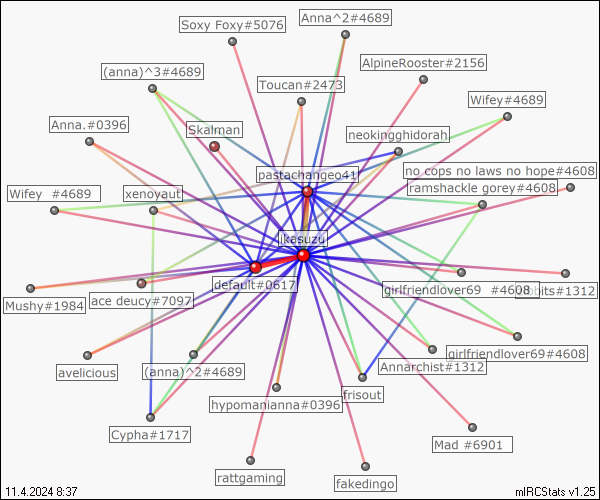 Anna^2#4689
Soxy Foxy#5076
AlpineRooster#2156
(anna)^3#4689
Toucan#2473
Wifey#4689
Anna.#0396
Skalman
neokingghidorah
no cops no laws no hope#4608
pastachangeo41
ramshackle gorey#4608
Wifey  #4689
xenoyaut
ikasuzu
default#0617
girlfriendlover69  #4608
#1312
Mushy#1984
ace deucy#7097
girlfriendlover69#4608
avelicious
(anna)^2#4689
Annarchist#1312
frisout
hypomanianna#0396
Cypha#1717
Mad #6901
rattgaming
fakedingo
11.4.2024 8:37
mIRCStats v1.25